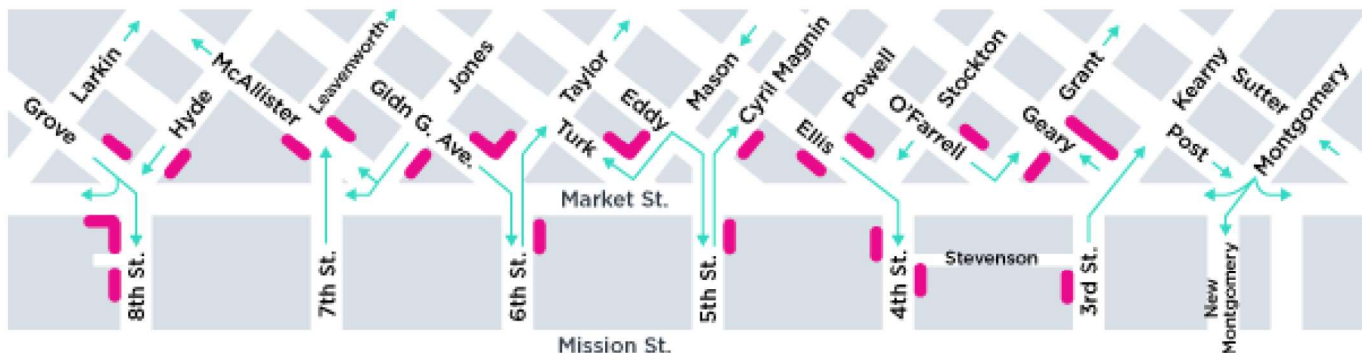 Grove
Larkin
Hyde
McAllister
Leavenworth
Gldn G. Ave.
Jones
Taylor
Turk
Eddy
Mason
Cyril Magnin
Ellis
Powell
O'Farrell
Stockton
Geary
Grant
Kearny
Post
Sutter
Montgomery
Market St.
8th St.
7th St.
6th St.
5th St.
4th St.
Stevenson
3rd St.
New
Montgomery
Mission St.